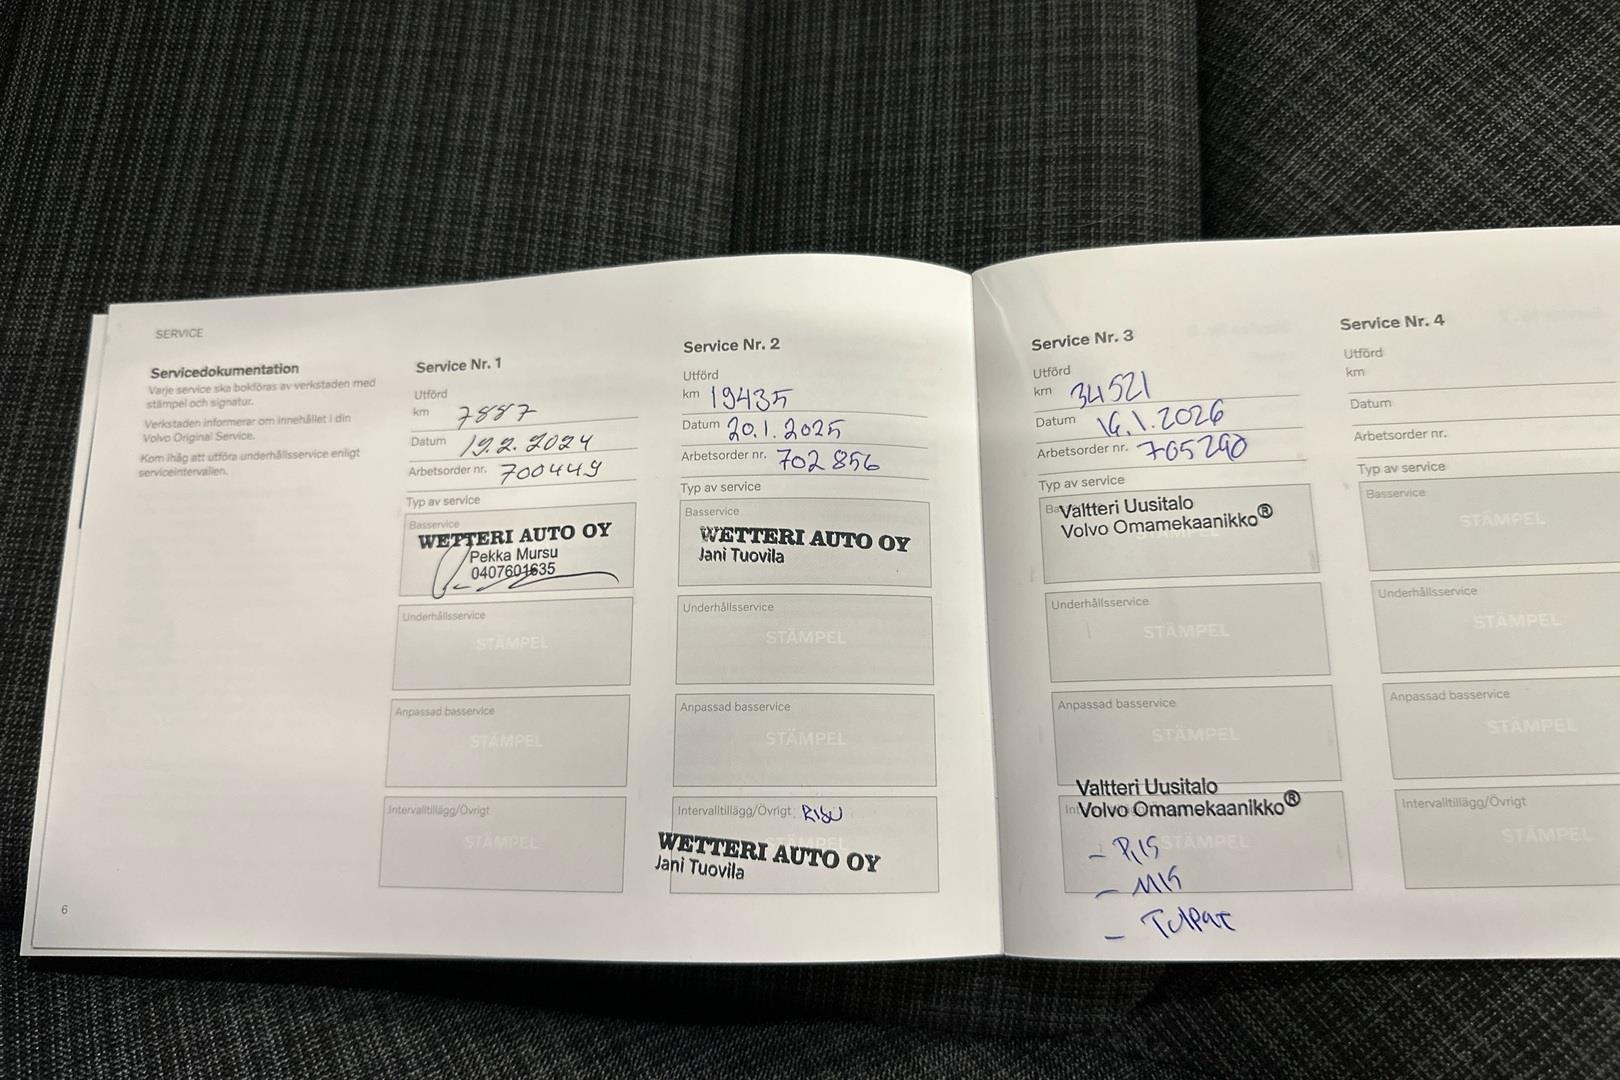 SERVICE
Servicedokumentation
Varje service ska bokföras av verkstaden med
stämpel och signatur.
Verkstaden informerar om innehållet i din
Volvo Original Service.
Kom ihåg att utföra underhållsservice enligt
serviceintervallen.
6
Service Nr. 1
Utförd
km 7887
Datum 19.2.2024
Arbetsorder nr. 700449
Typ av service
Basservice
WETTERI AUTO OY
Pekka Mursu
0407601635
Underhållsservice
STÄMPEL
Anpassad basservice
STÄMPEL
Intervalltillägg/Övrigt
STÄMPEL
Service Nr. 2
Utförd
km 19435
Datum 20.1.2025
Arbetsorder nr. 702856
Typ av service
Basservice
WETTERI AUTO OY
Jani Tuovila
Underhållsservice
STÄMPEL
Anpassad basservice
STÄMPEL
Intervalltillägg/Övrigt
WETTERI AUTO OY
Jani Tuovila
Service Nr. 3
Utförd
km 34521
Datum 16.1.2026
Arbetsorder nr. 705290
Typ av service
Valtteri Uusitalo
Volvo Omamekaanikko®
Underhållsservice
STÄMPEL
Anpassad basservice
STÄMPEL
Valtteri Uusitalo
Volvo Omamekaanikko®
STÄMPEL
- Tulpat
Service Nr. 4
Utförd
km
Datum
Arbetsorder nr.
Typ av service
Basservice
STÄMPEL
Underhållsservice
STÄMPEL
Anpassad basservice
STÄMPEL
Intervalltillägg/Övrigt
STÄMPEL